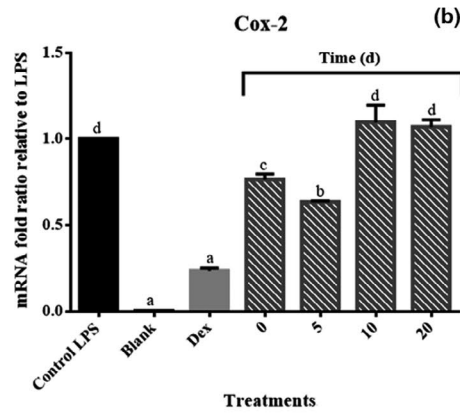 (b)
Cox-2
Time (d)
mRNA fold ratio relative to LPS
1.5
1.0
0.5
0.0
d
a
a
c
b
d
d
Control LPS
Blank
Dex
0
5
10
20
Treatments